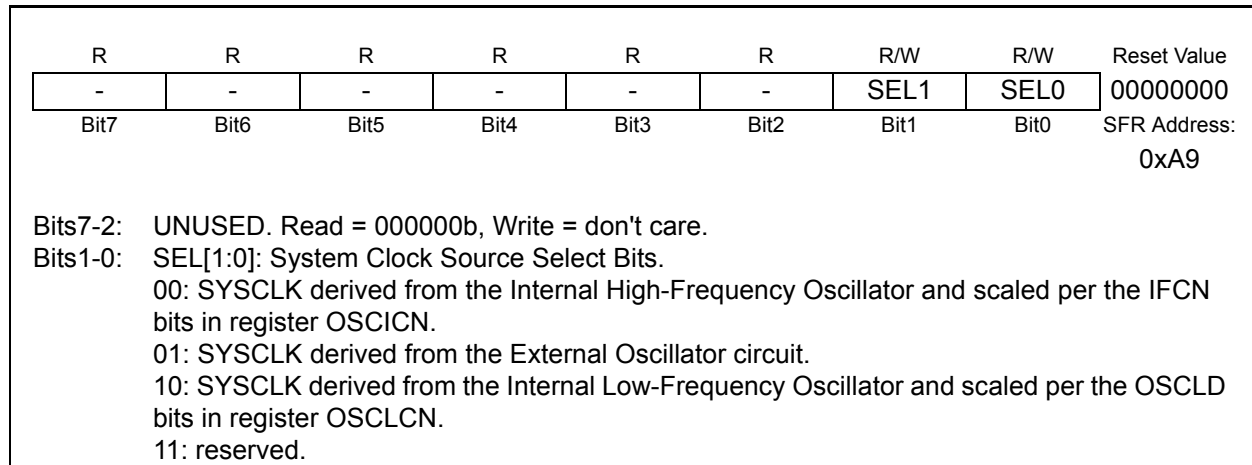 R R R R R R R/W R/W Reset Value
- - - - - - SEL1 SEL0 00000000
Bit7 Bit6 Bit5 Bit4 Bit3 Bit2 Bit1 Bit0 SFR Address:
0xA9
Bits7-2: UNUSED. Read = 000000b, Write = don't care.
Bits1-0: SEL[1:0]: System Clock Source Select Bits.
00: SYSCLK derived from the Internal High-Frequency Oscillator and scaled per the IFCN
bits in register OSCICN.
01: SYSCLK derived from the External Oscillator circuit.
10: SYSCLK derived from the Internal Low-Frequency Oscillator and scaled per the OSCLD
bits in register OSCLCN.
11: reserved.